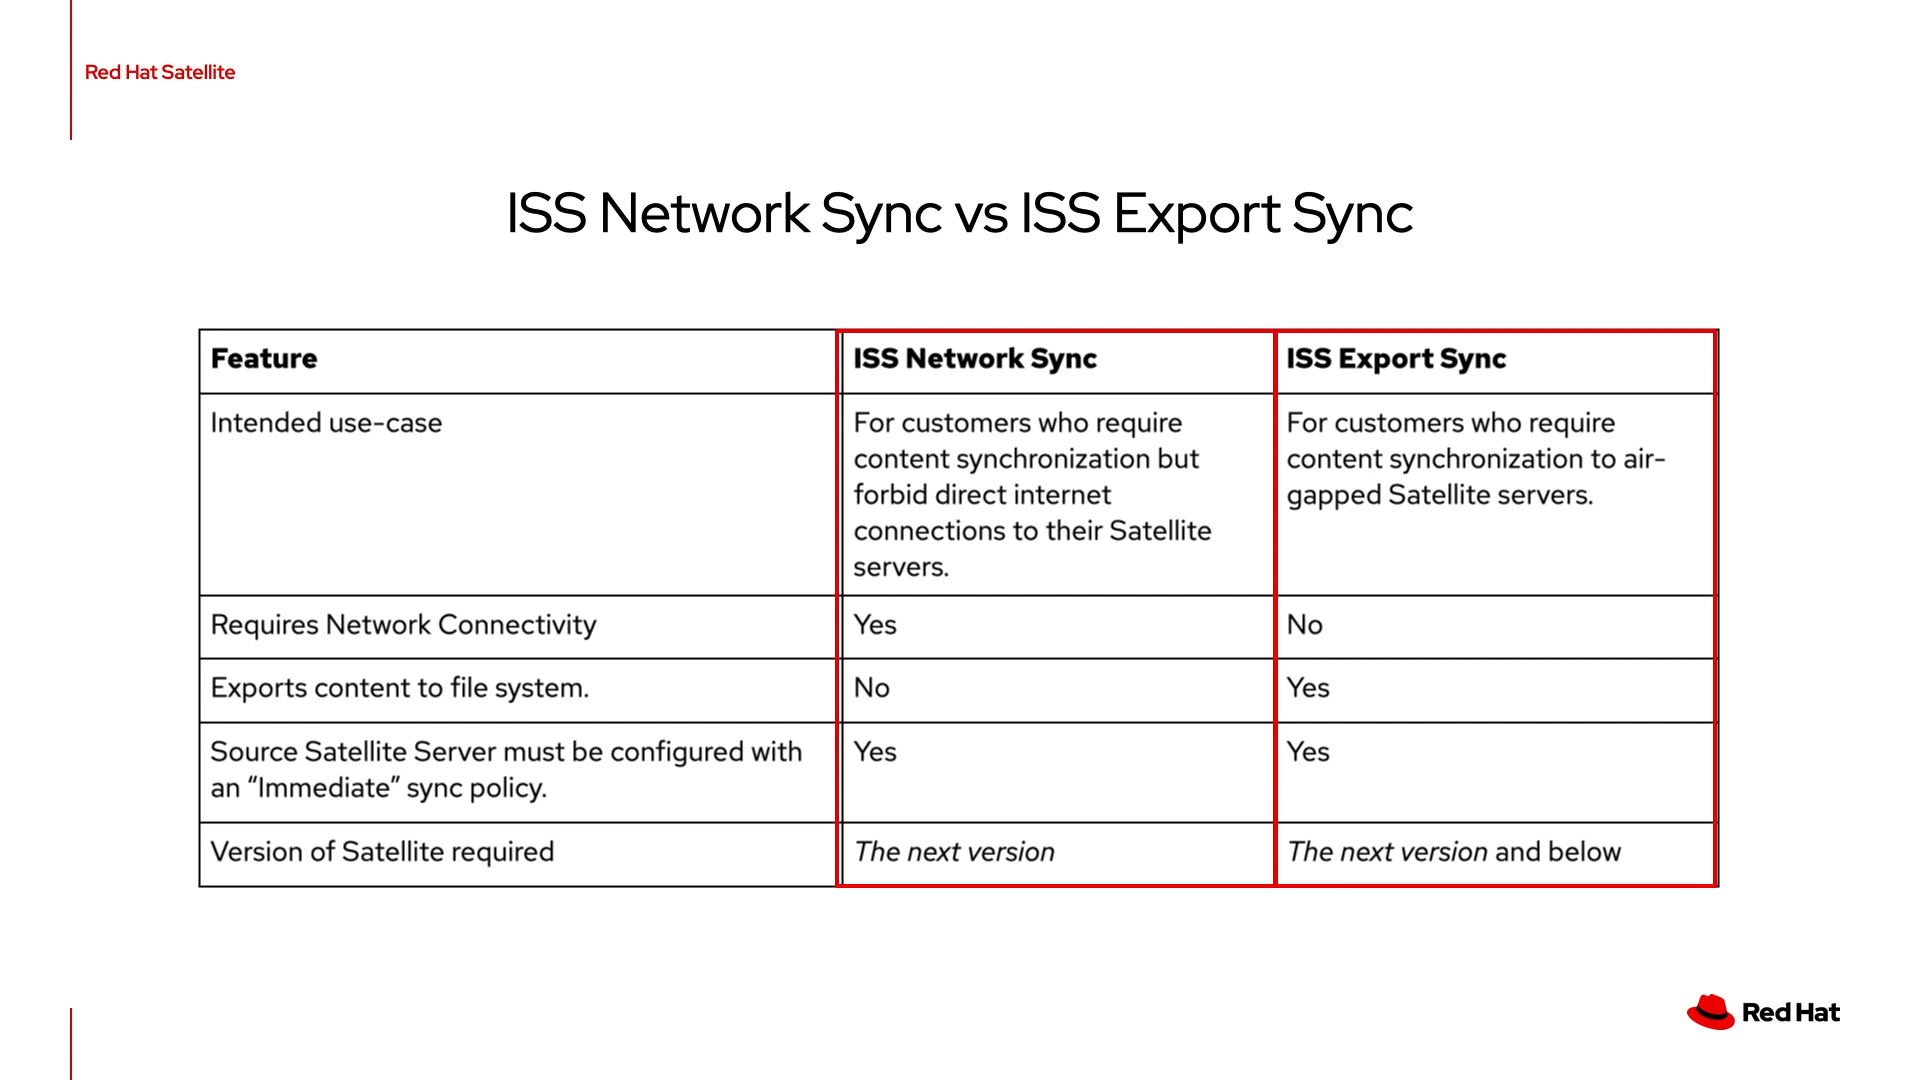 Red Hat Satellite
ISS Network Sync vs ISS Export Sync
Feature
ISS Network Sync
ISS Export Sync
Intended use-case
For customers who require
content synchronization but
forbid direct internet
connections to their Satellite
servers.
For customers who require
content synchronization to air-
gapped Satellite servers.
Requires Network Connectivity
Yes
No
Exports content to file system.
No
Yes
Source Satellite Server must be configured with
an “Immediate” sync policy.
Yes
Yes
Version of Satellite required
The next version
The next version and below
Red Hat